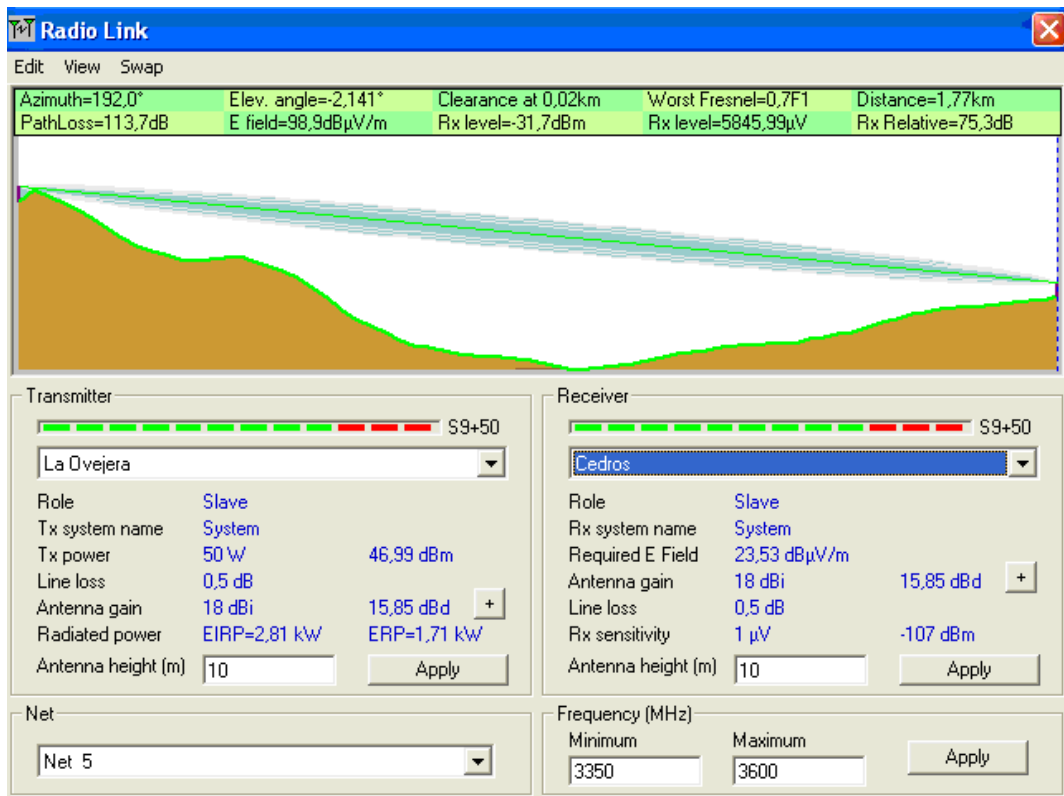 Radio Link
Edit View Swap
Azimuth=192,0° Elev. angle=-2,141° Clearance at 0,02km Worst Fresnel=0,7F1 Distance=1,77km
PathLoss=113,7dB E field=98,9dBµV/m Rx level=-31,7dBm Rx level=5845,99µV Rx Relative=75,3dB
Transmitter
S9+50
La Ovejera
Role Slave
Tx system name System
Tx power 50 W 46,99 dBm
Line loss 0,5 dB
Antenna gain 18 dBi 15,85 dBd +
Radiated power EIRP=2,81 kW ERP=1,71 kW
Antenna height (m) 10 Apply
Receiver
S9+50
Cedros
Role Slave
Rx system name System
Required E Field 23,53 dBµV/m
Antenna gain 18 dBi 15,85 dBd +
Line loss 0,5 dB
Rx sensitivity 1 µV -107 dBm
Antenna height (m) 10 Apply
Net
Net 5
Frequency (MHz)
Minimum Maximum
3350 3600 Apply